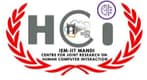 HCi
IEM-IIT MANDI
CENTRE FOR JOINT RESEARCH ON
HUMAN COMPUTER INTERACTION